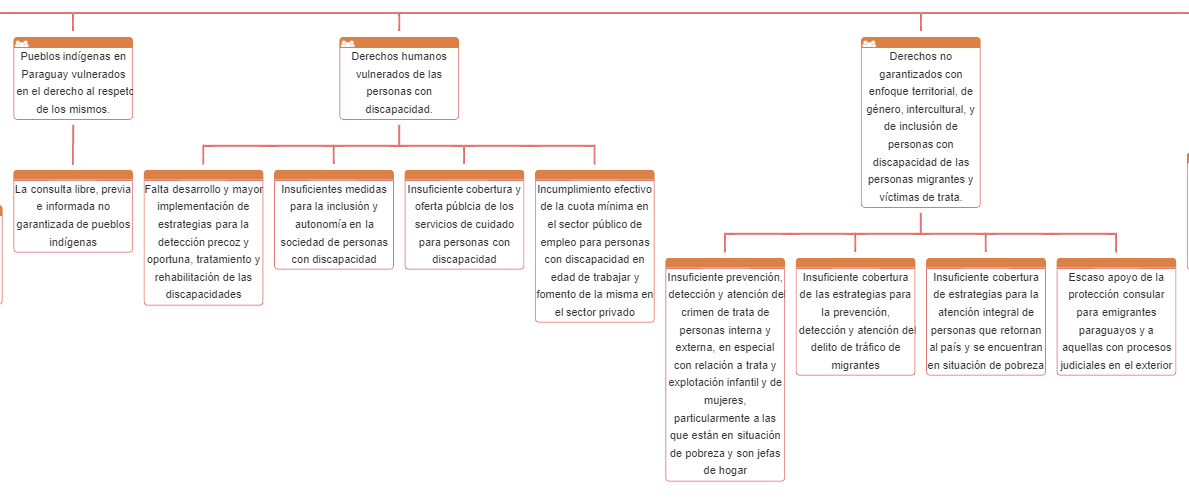 Pueblos indígenas en
Paraguay vulnerados
en el derecho al respeto
de los mismos.
Derechos humanos
vulnerados de las
personas con
discapacidad.
Derechos no
garantizados con
enfoque territorial, de
género, intercultural, y
de inclusión de
personas con
discapacidad de las
personas migrantes y
víctimas de trata.
La consulta libre, previa
e informada no
garantizada de pueblos
indígenas
Falta desarrollo y mayor
implementación de
estrategias para la
detección precoz y
oportuna, tratamiento y
rehabilitación de las
discapacidades
Insuficientes medidas
para la inclusión y
autonomía en la
sociedad de personas
con discapacidad
Insuficiente cobertura y
oferta públcia de los
servicios de cuidado
para personas con
discapacidad
Incumplimiento efectivo
de la cuota mínima en
el sector público de
empleo para personas
con discapacidad en
edad de trabajar y
fomento de la misma en
el sector privado
Insuficiente prevención,
detección y atención del
crimen de trata de
personas interna y
externa, en especial
con relación a trata y
explotación infantil y de
mujeres,
particularmente a las
que están en situación
de pobreza y son jefas
de hogar
Insuficiente cobertura
de las estrategias para
la prevención,
detección y atención del
delito de tráfico de
migrantes
Insuficiente cobertura
de estrategias para la
atención integral de
personas que retornan
al país y se encuentran
en situación de pobreza
Escaso apoyo de la
protección consular
para emigrantes
paraguayos y a
aquellas con procesos
judiciales en el exterior